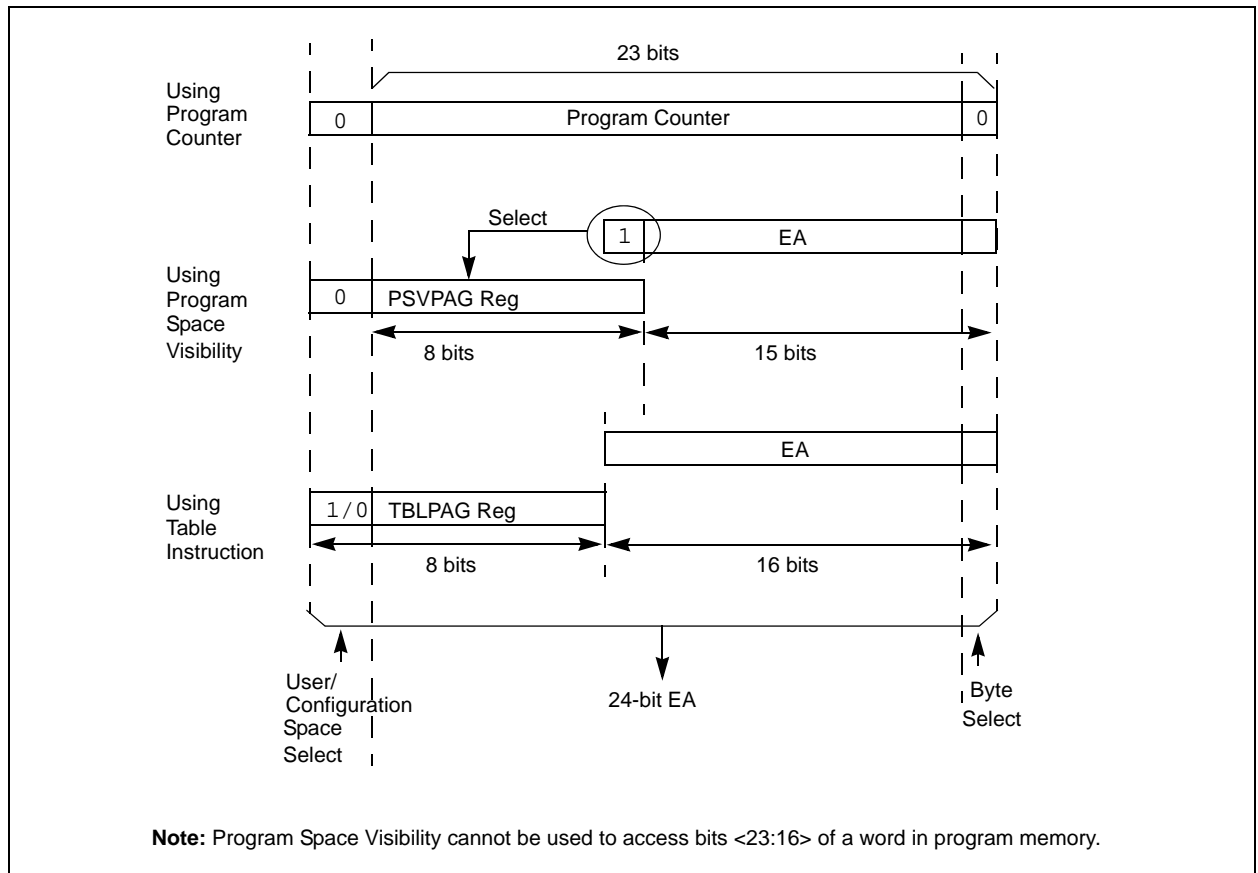 23 bits
Using
Program
Counter
0
Program Counter
0
Select
1
EA
Using
Program
Space
Visibility
0
PSVPAG Reg
8 bits
15 bits
EA
Using
Table
Instruction
1/0
TBLPAG Reg
8 bits
16 bits
User/
Configuration
Space
Select
24-bit EA
Byte
Select
Note: Program Space Visibility cannot be used to access bits <23:16> of a word in program memory.